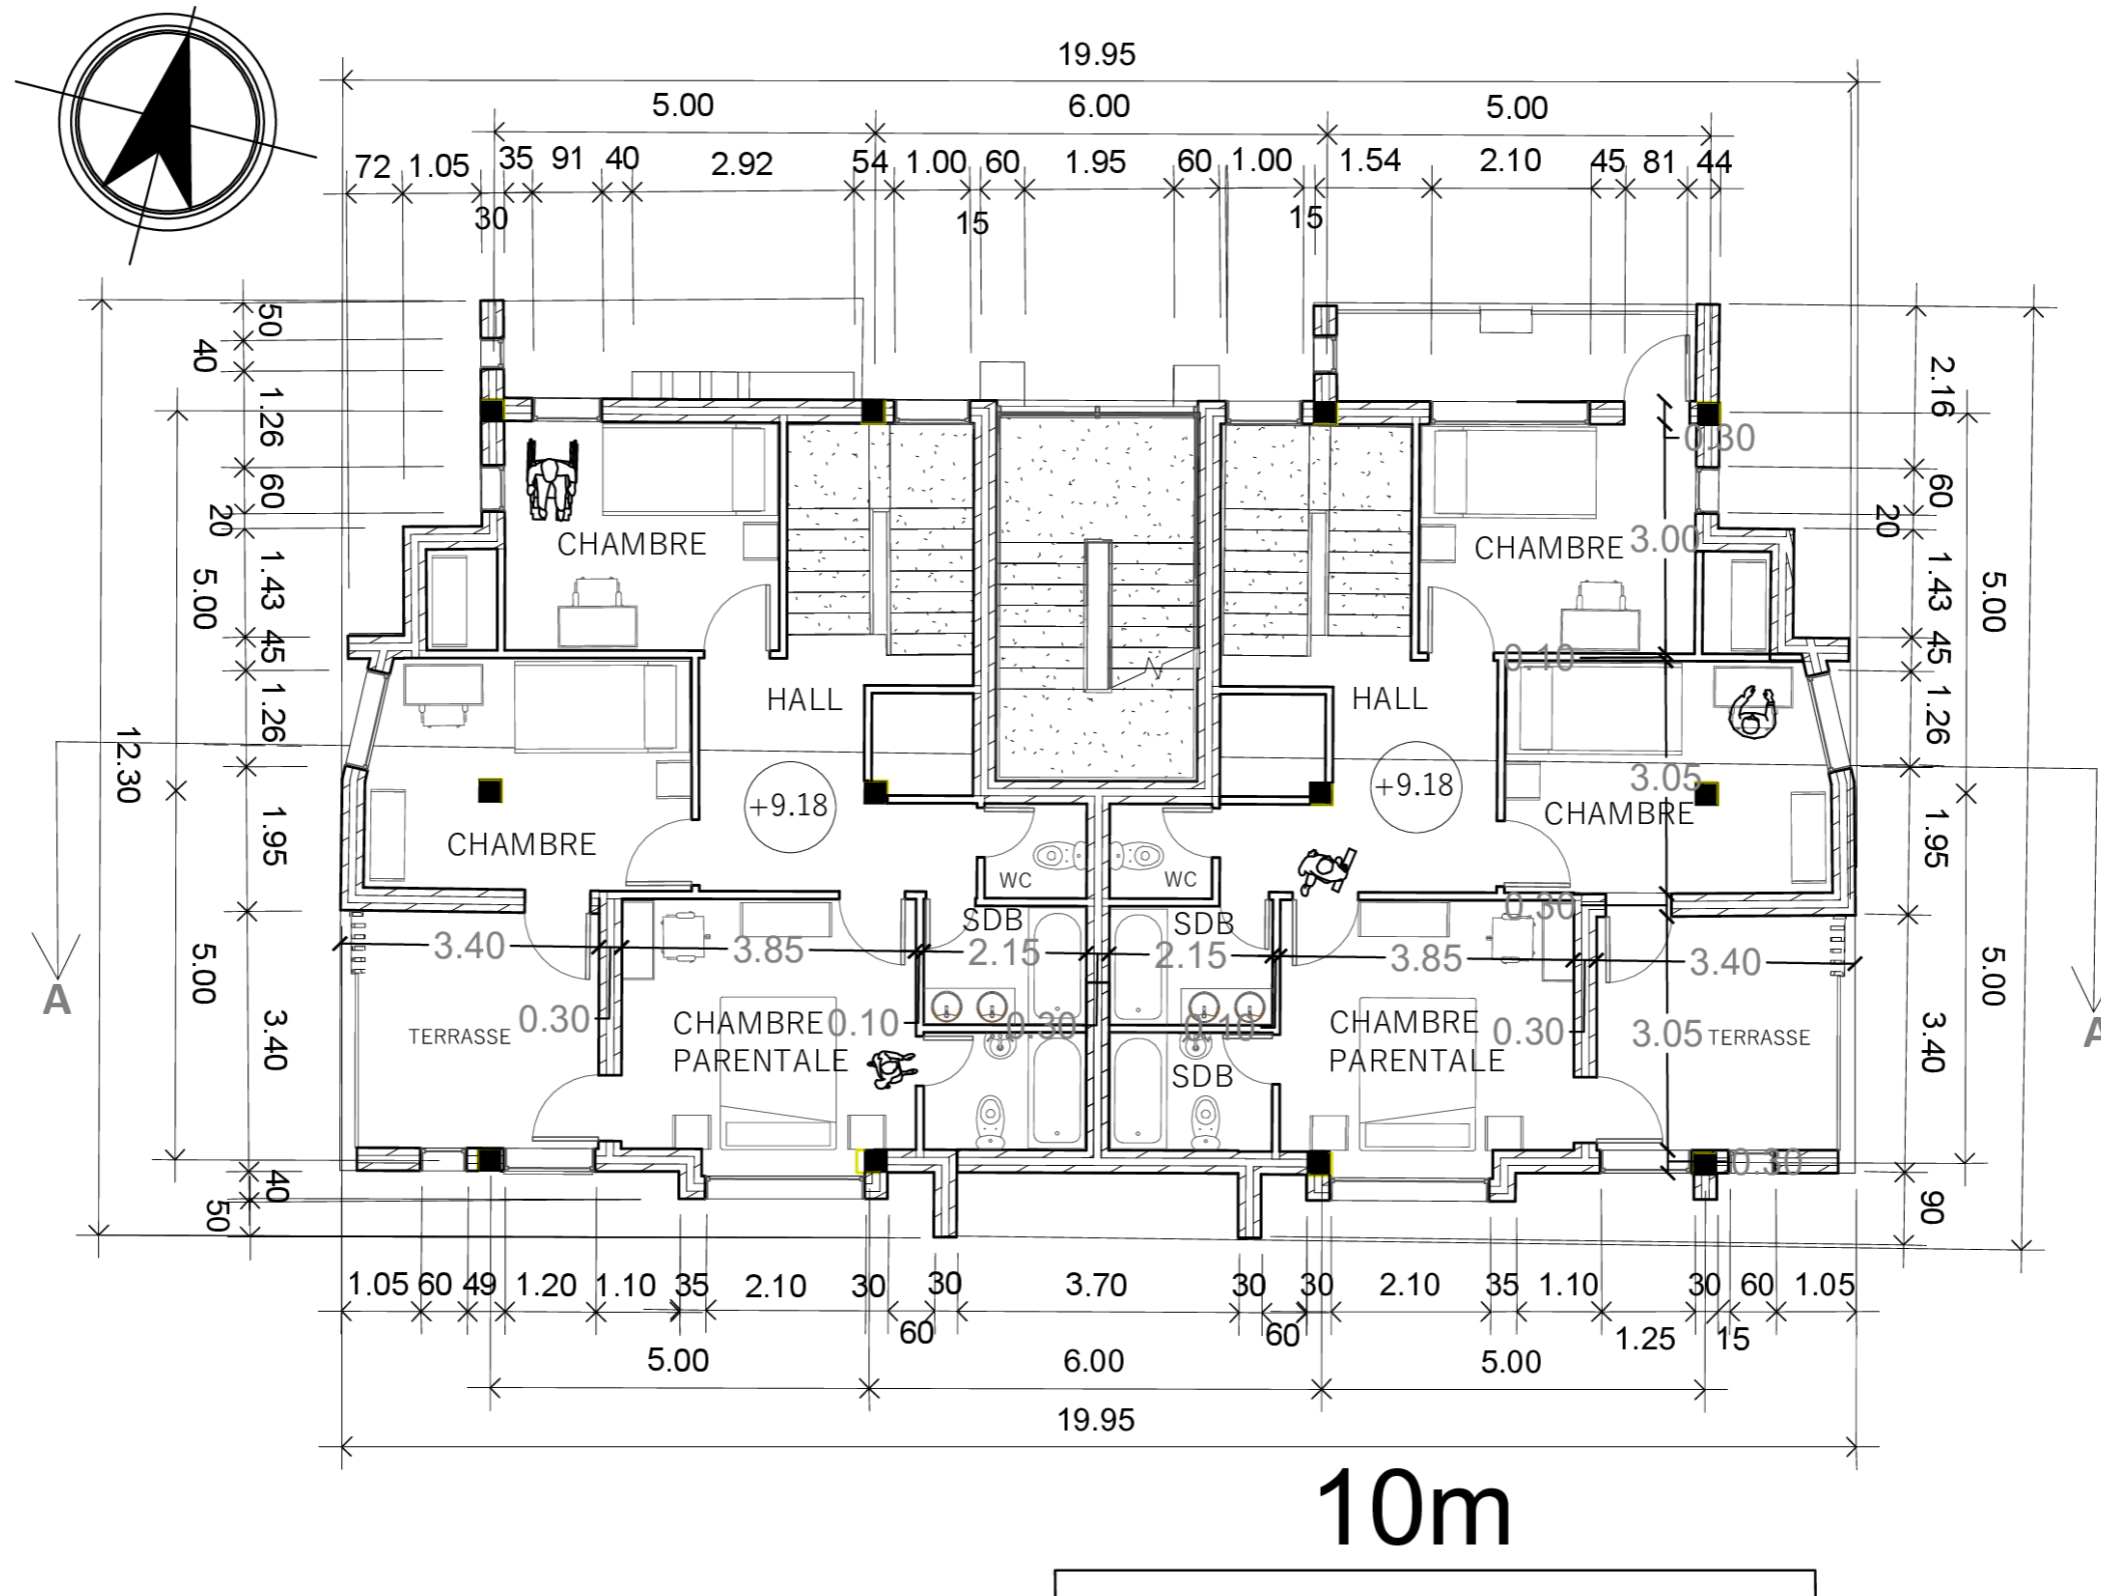 19.95
5.00 6.00 5.00
72 1.05 35 91 40 2.92 54 1.00 60 1.95 60 1.00 1.54 2.10 45 81 44
30 15 15
50
40
1.26
60
20
1.43
5.00
45
1.26
12.30
1.95
5.00
3.40
40
50
2.16
60
20
1.43
5.00
45
1.26
1.95
5.00
3.40
90
0.30
CHAMBRE
CHAMBRE 3.00
0.10
HALL
HALL
+9.18
+9.18
3.05
CHAMBRE
CHAMBRE
WC
WC
SDB
SDB
0.30
3.40 3.85 2.15 2.15 3.85 3.40
A
A
TERRASSE 0.30
CHAMBRE 0.10
PARENTALE
0.30
0.10
SDB
CHAMBRE
PARENTALE
0.30
3.05 TERRASSE
0.30
1.05 60 49 1.20 1.10 35 2.10 30 30 3.70 30 30 2.10 35 1.10 30 60 1.05
60 60 1.25 15
5.00 6.00 5.00
19.95
10m